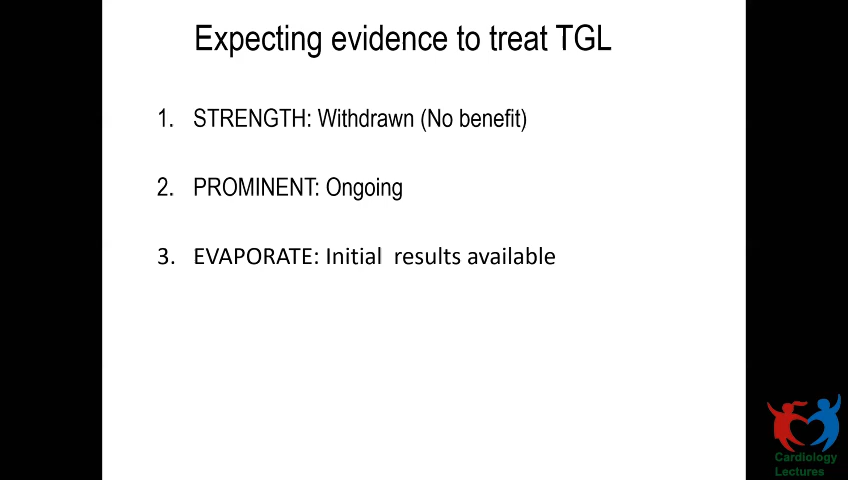 Expecting evidence to treat TGL
1. STRENGTH: Withdrawn (No benefit)
2. PROMINENT: Ongoing
3. EVAPORATE: Initial results available
Cardiology
Lectures